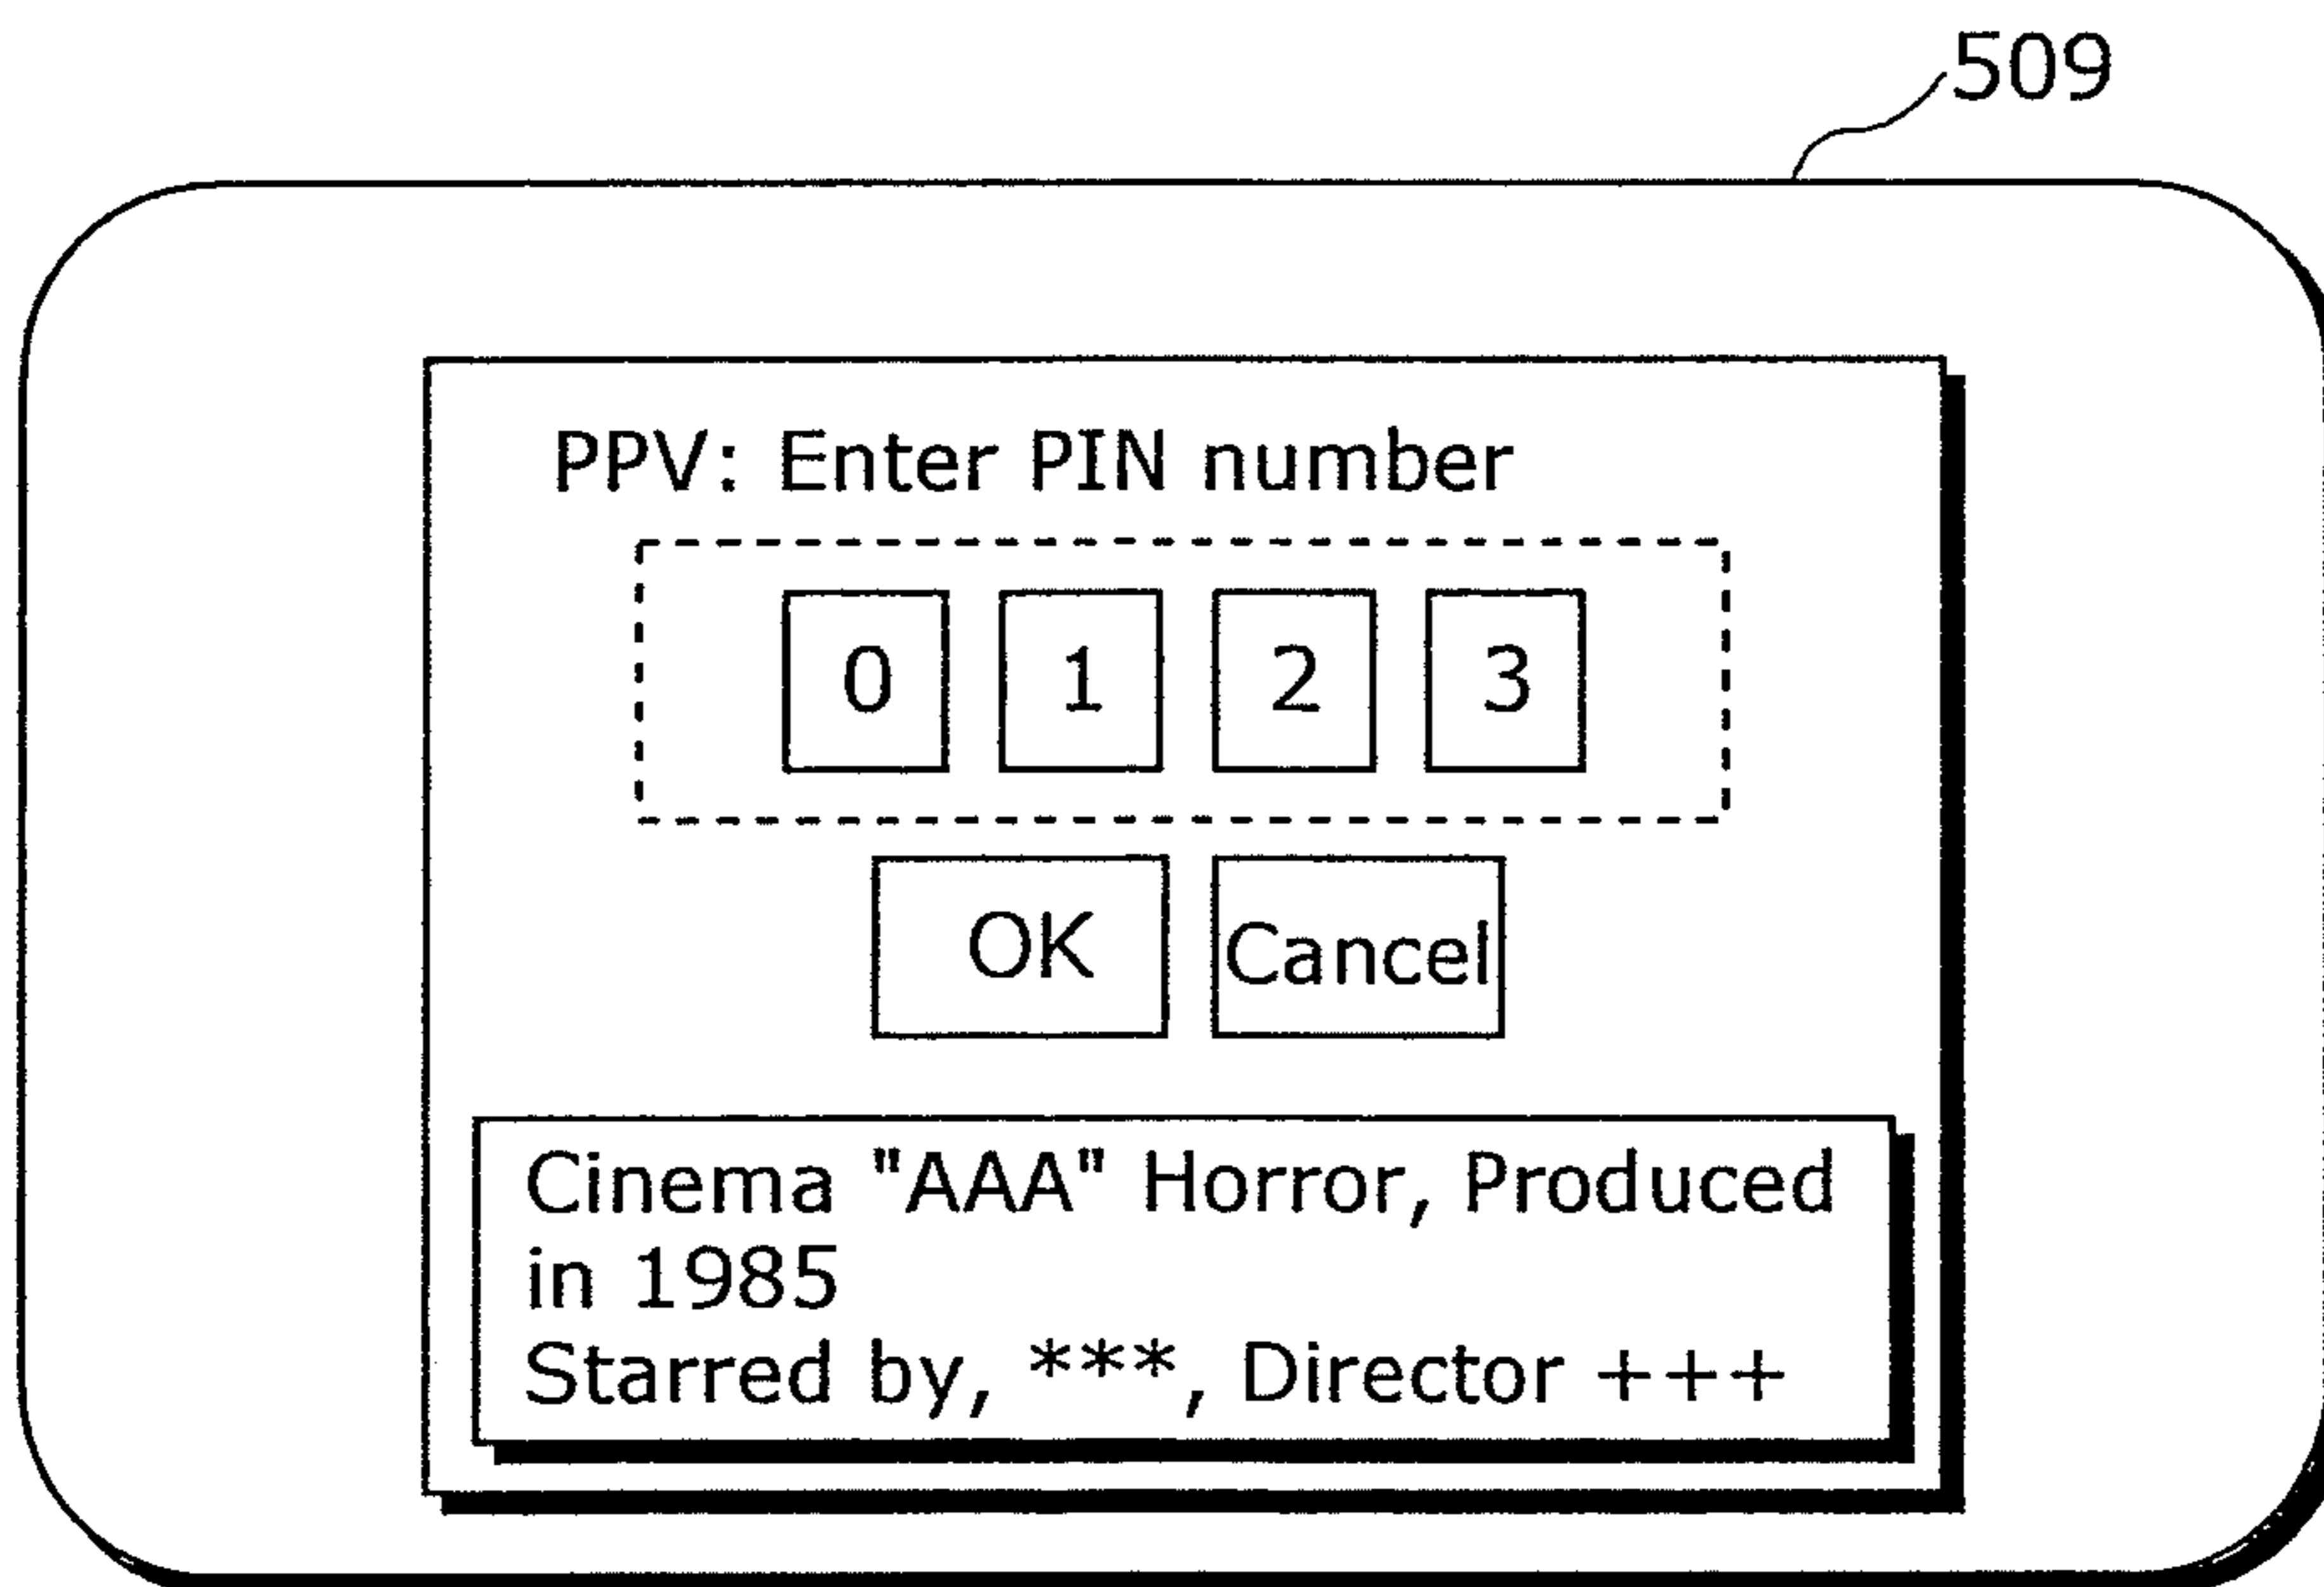 509
PPV: Enter PIN number
0 1 2 3
OK Cancel
Cinema "AAA" Horror, Produced
in 1985
Starred by, ***, Director +++